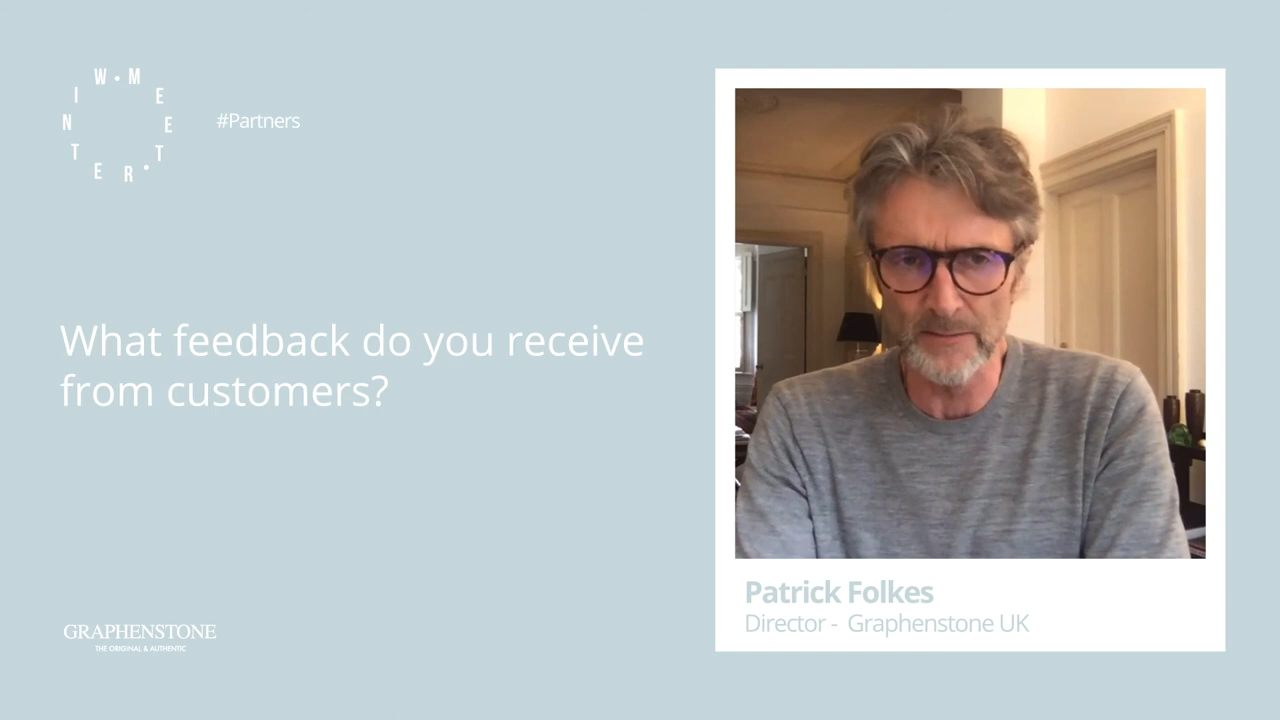 W • M E E T • R E T N I
#Partners
What feedback do you receive
from customers?
GRAPHENSTONE
THE ORIGINAL & AUTHENTIC
Patrick Folkes
Director - Graphenstone UK